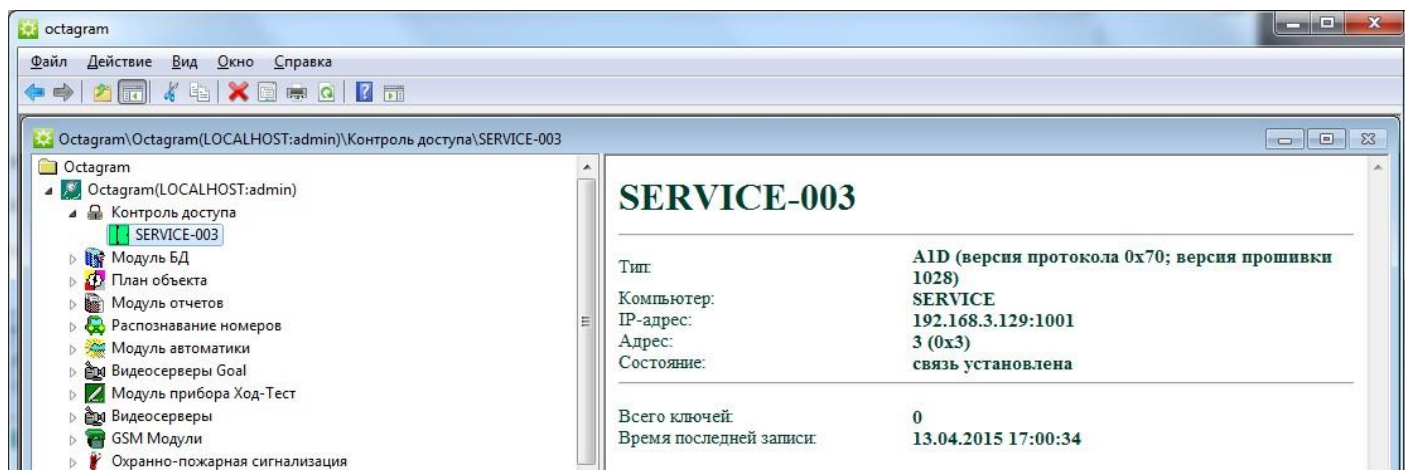 octagram
Файл Действие Вид Окно Справка
Octagram\Octagram(LOCALHOST:admin)\Контроль доступа\SERVICE-003
Octagram
Octagram(LOCALHOST:admin)
Контроль доступа
SERVICE-003
Модуль БД
План объекта
Модуль отчетов
Распознавание номеров
Модуль автоматики
Видеосерверы Goal
Модуль прибора Ход-Тест
Видеосерверы
GSM Модули
Охранно-пожарная сигнализация
SERVICE-003
Тип: A1D (версия протокола 0x70; версия прошивки
1028)
Компьютер: SERVICE
IP-адрес: 192.168.3.129:1001
Адрес: 3 (0x3)
Состояние: связь установлена
Всего ключей: 0
Время последней записи: 13.04.2015 17:00:34